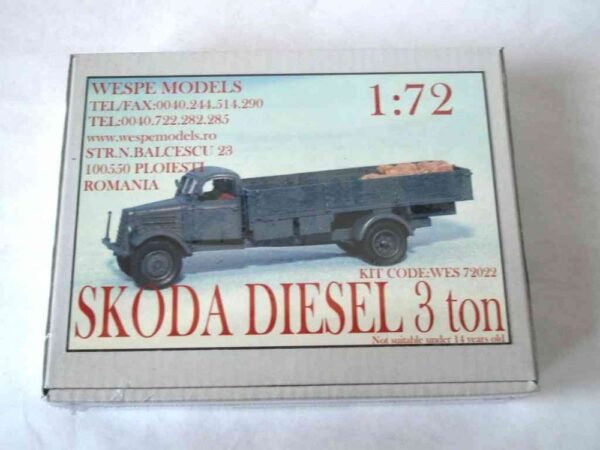 WESPE MODELS
TEL/FAX:0040.244.514.290
TEL:0040.722.282.285
www.wespemodels.ro
STR.N.BALCESCU 23
100550 PLOIESTI
ROMANIA
1:72
KIT CODE:WES 72022
SKODA DIESEL 3 ton
Not suitable under 14 years old